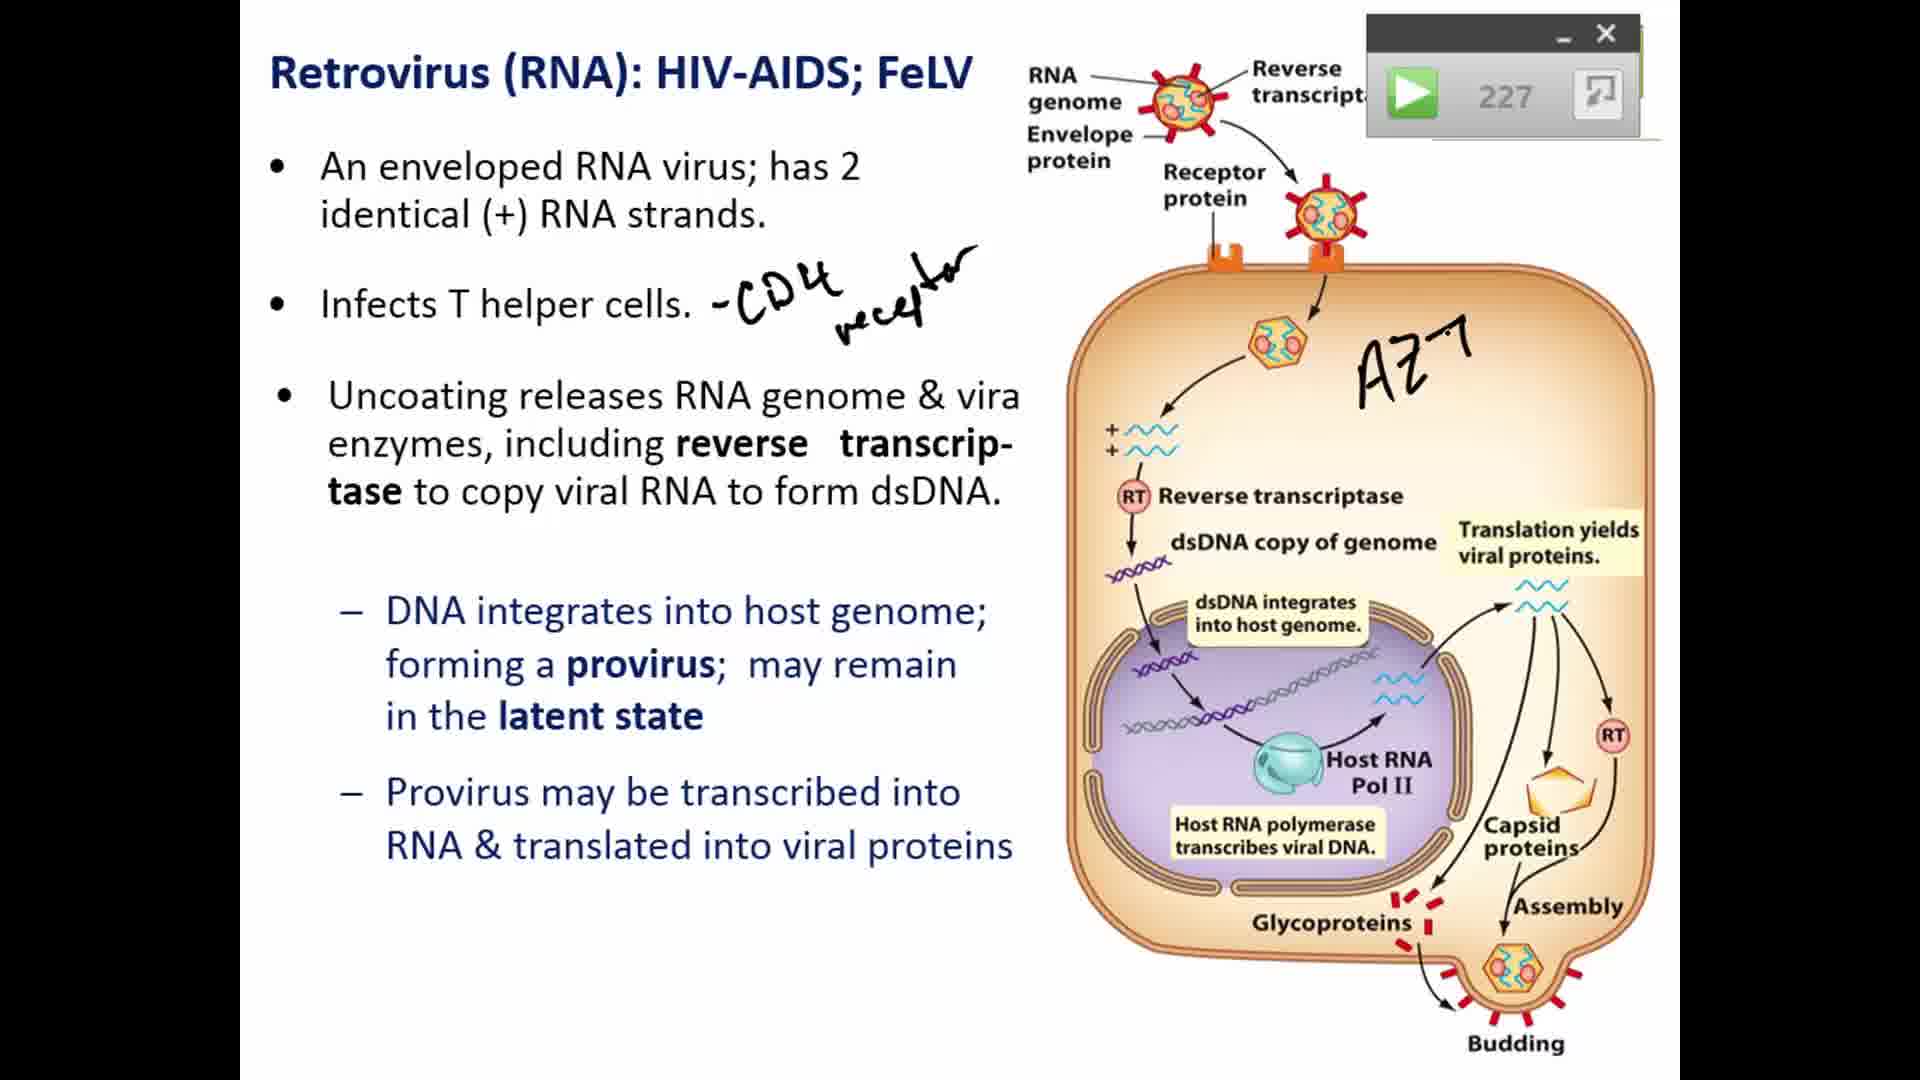 Retrovirus (RNA): HIV-AIDS; FeLV
• An enveloped RNA virus; has 2
identical (+) RNA strands.
• Infects T helper cells. -CD4
receptor
• Uncoating releases RNA genome & vira
enzymes, including reverse transcrip-
tase to copy viral RNA to form dsDNA.
– DNA integrates into host genome;
forming a provirus; may remain
in the latent state
– Provirus may be transcribed into
RNA & translated into viral proteins
RNA
genome
Envelope
protein
Reverse
transcript
227
Receptor
protein
AZT
+
+
RT Reverse transcriptase
dsDNA copy of genome
Translation yields
viral proteins.
dsDNA integrates
into host genome.
Host RNA
Pol II
Host RNA polymerase
transcribes viral DNA.
RT
Capsid
proteins
Assembly
Glycoproteins
Budding